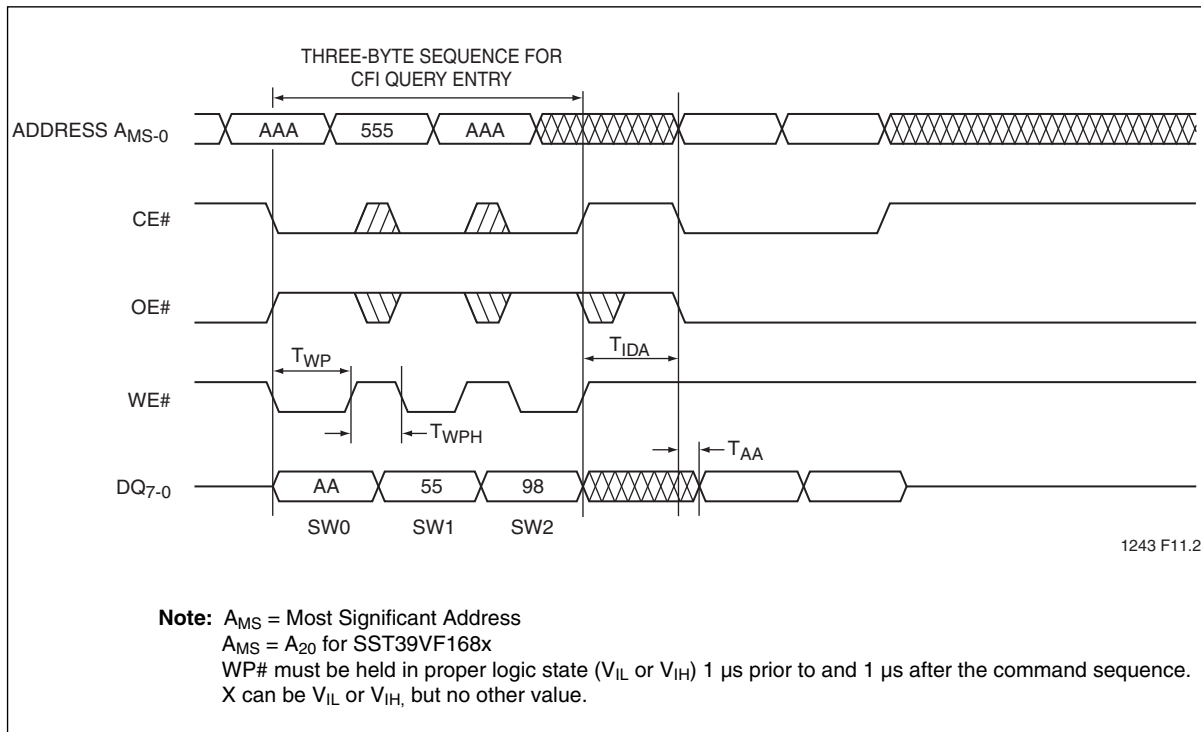 THREE-BYTE SEQUENCE FOR
CFI QUERY ENTRY
ADDRESS AMS-0
AAA 555 AAA
CE#
OE#
TWP
TIDA
WE#
TWPH
TAA
DQ7-0
AA 55 98
SW0 SW1 SW2
1243 F11.2
Note: AMS = Most Significant Address
AMS = A20 for SST39VF168x
WP# must be held in proper logic state (VIL or VIH) 1 µs prior to and 1 µs after the command sequence.
X can be VIL or VIH, but no other value.